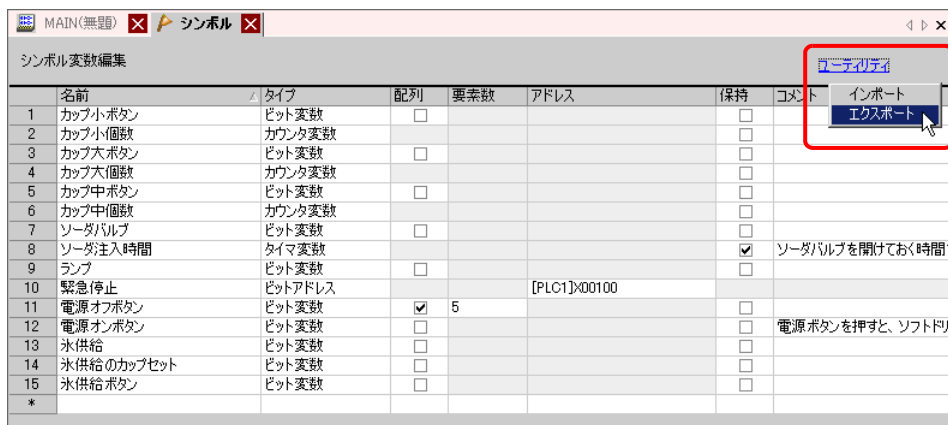 MAIN(無題) シンボル
シンボル変数編集 ユーティリティ
名前 タイプ 配列 要素数 アドレス 保持 コメント インポート
1 カップ小ボタン ビット変数 エクスポート
2 カップ小個数 カウンタ変数
3 カップ大ボタン ビット変数
4 カップ大個数 カウンタ変数
5 カップ中ボタン ビット変数
6 カップ中個数 カウンタ変数
7 ソーダバルブ ビット変数
8 ソーダ注入時間 タイマ変数 ソーダバルブを開けておく時間
9 ランプ ビット変数
10 緊急停止 ビットアドレス [PLC1]X00100
11 電源オフボタン ビット変数 5
12 電源オンボタン ビット変数 電源ボタンを押すと、ソフトドリ
13 氷供給 ビット変数
14 氷供給のカップセット ビット変数
15 氷供給ボタン ビット変数
*